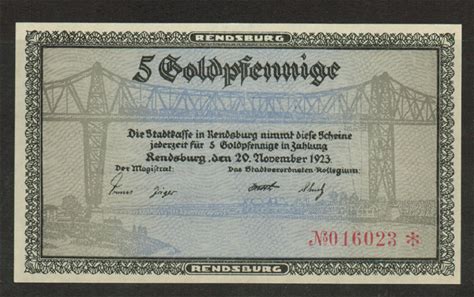 RENDSBURG
5 Goldpfennige
Die Stadtkasse in Rendsburg nimmt diese Scheine
jederzeit für 5 Goldpfennige in Zahlung
Rendsburg, den 20. November 1923.
Der Magistrat: Das Stadtverordneten-Kollegium:
№016023 *
RENDSBURG